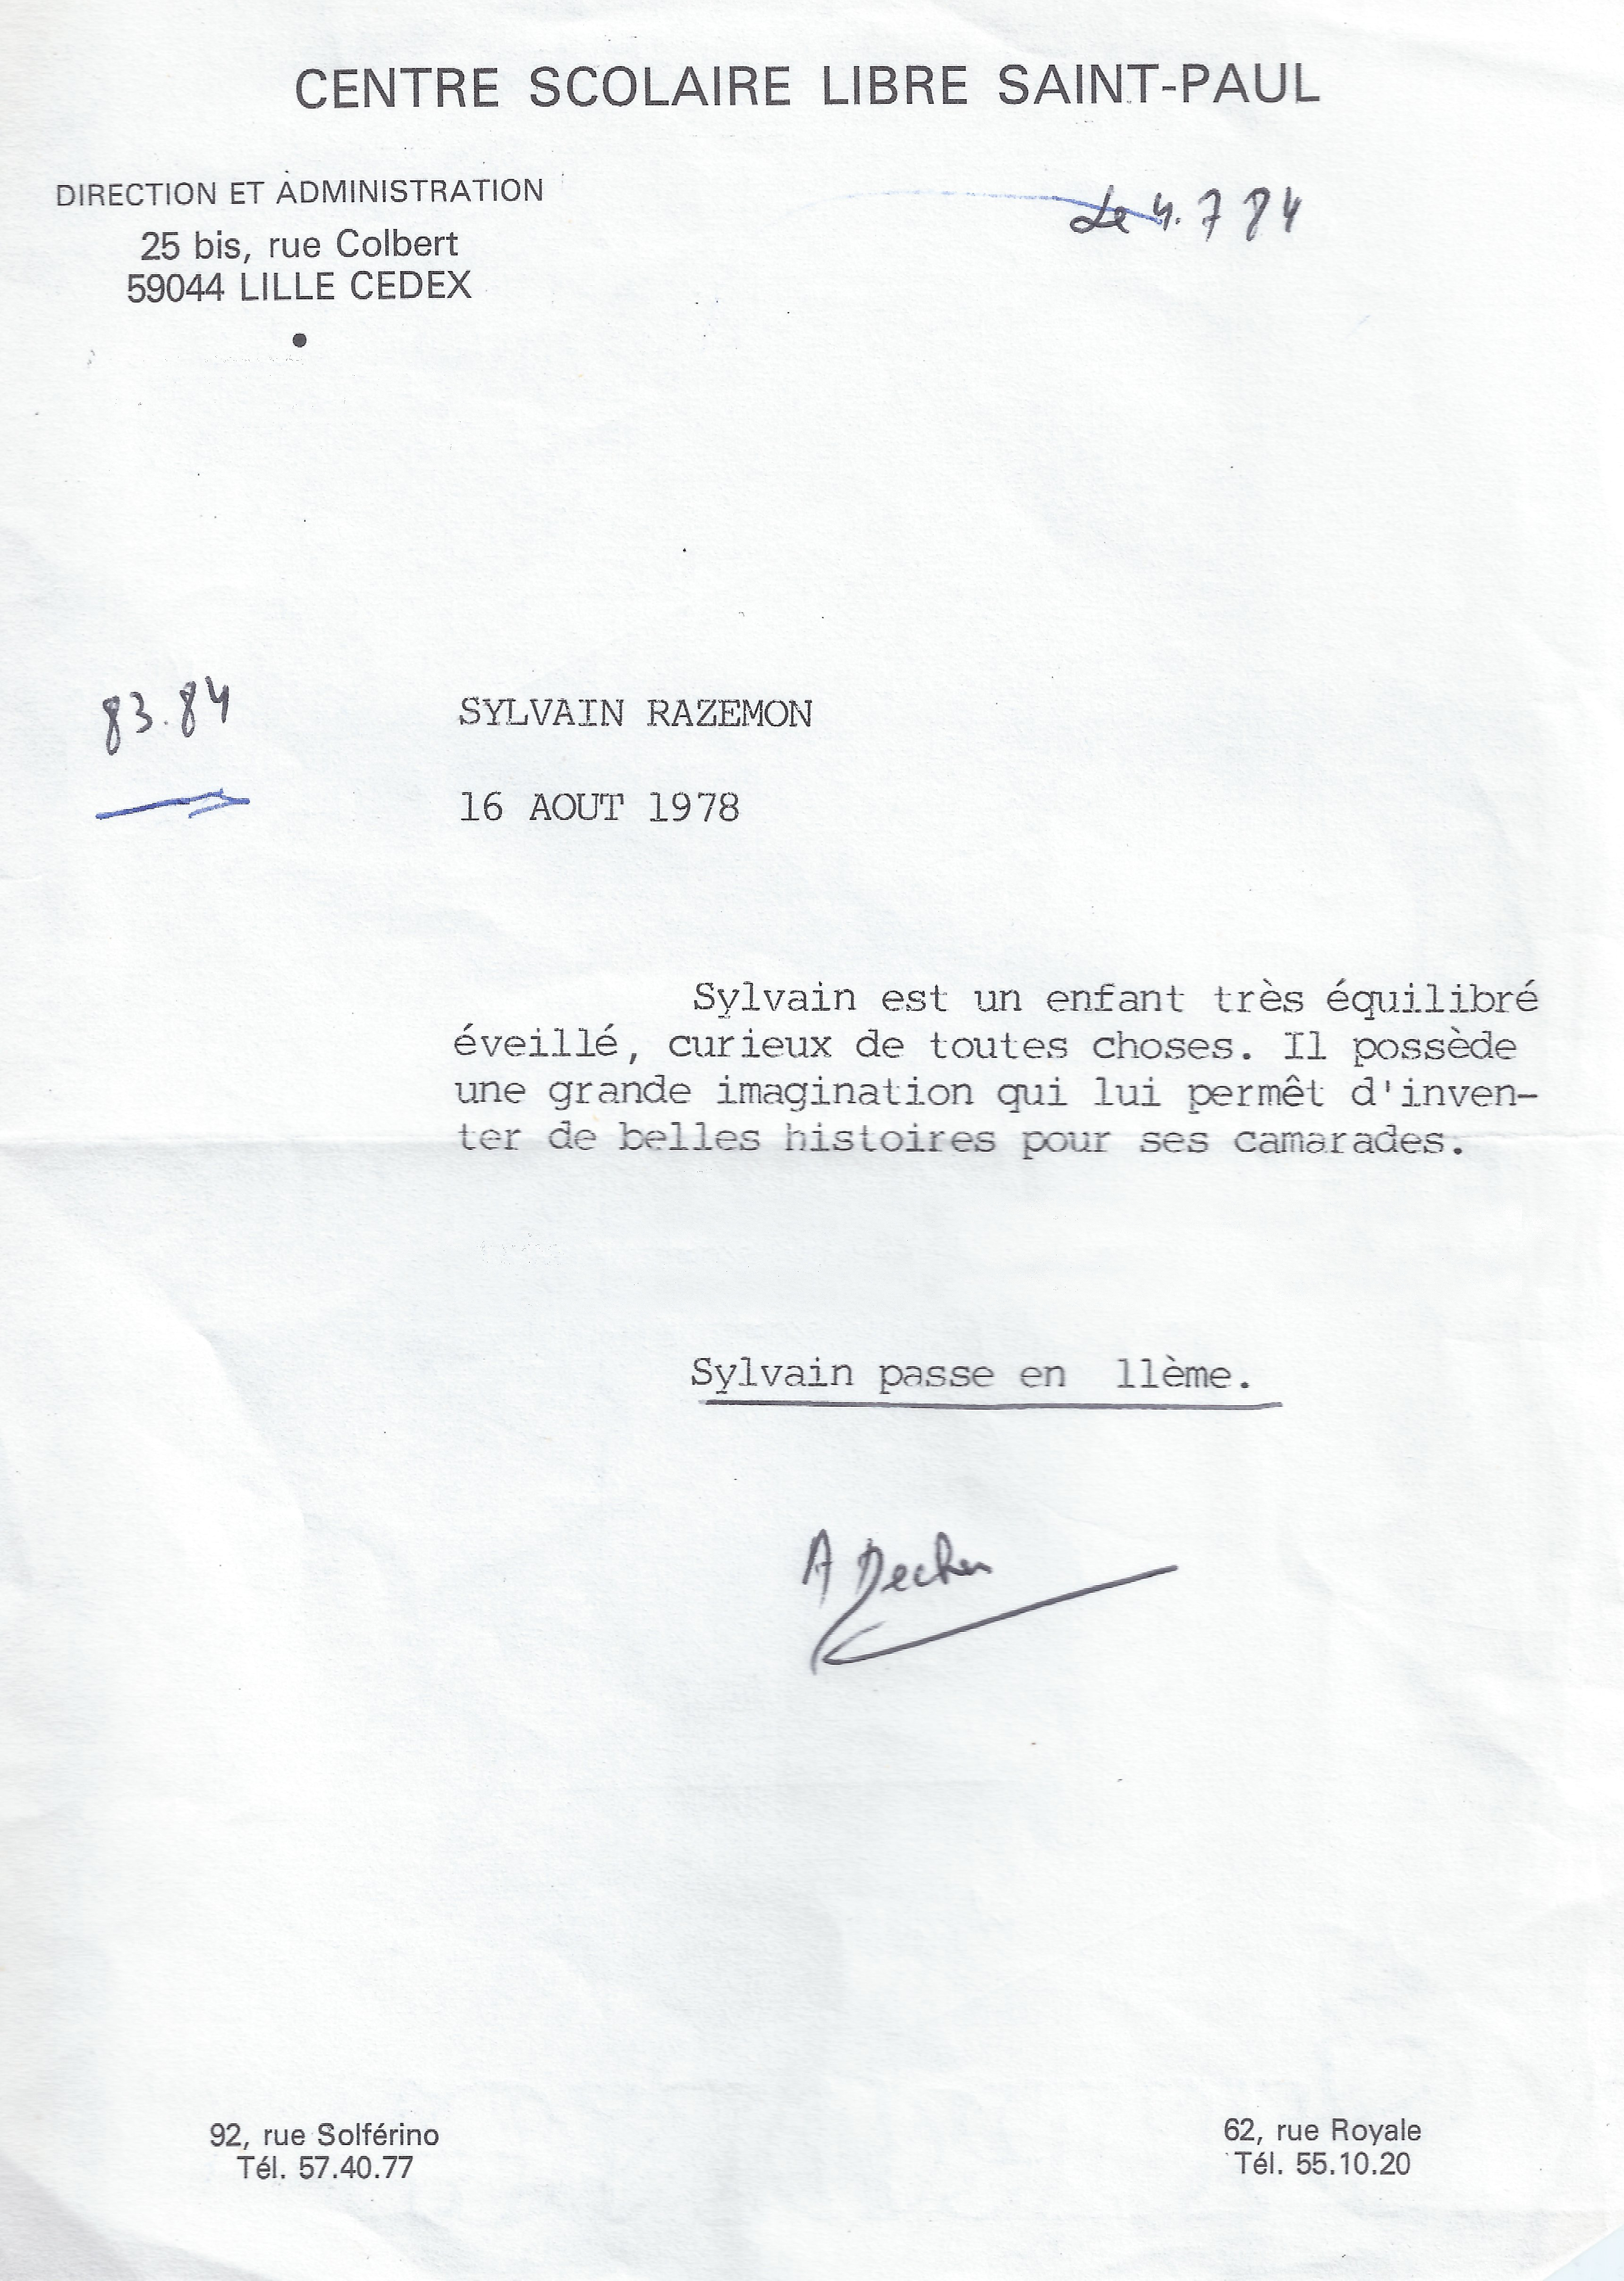 CENTRE SCOLAIRE LIBRE SAINT-PAUL
DIRECTION ET ADMINISTRATION
25 bis, rue Colbert
59044 LILLE CEDEX
Le 4.7 84
83.84
SYLVAIN RAZEMON
16 AOUT 1978
Sylvain est un enfant très équilibré
éveillé, curieux de toutes choses. Il possède
une grande imagination qui lui permêt d'inven-
ter de belles histoires pour ses camarades.
Sylvain passe en 11ème.
A
92, rue Solférino
Tél. 57.40.77
62, rue Royale
Tél. 55.10.20